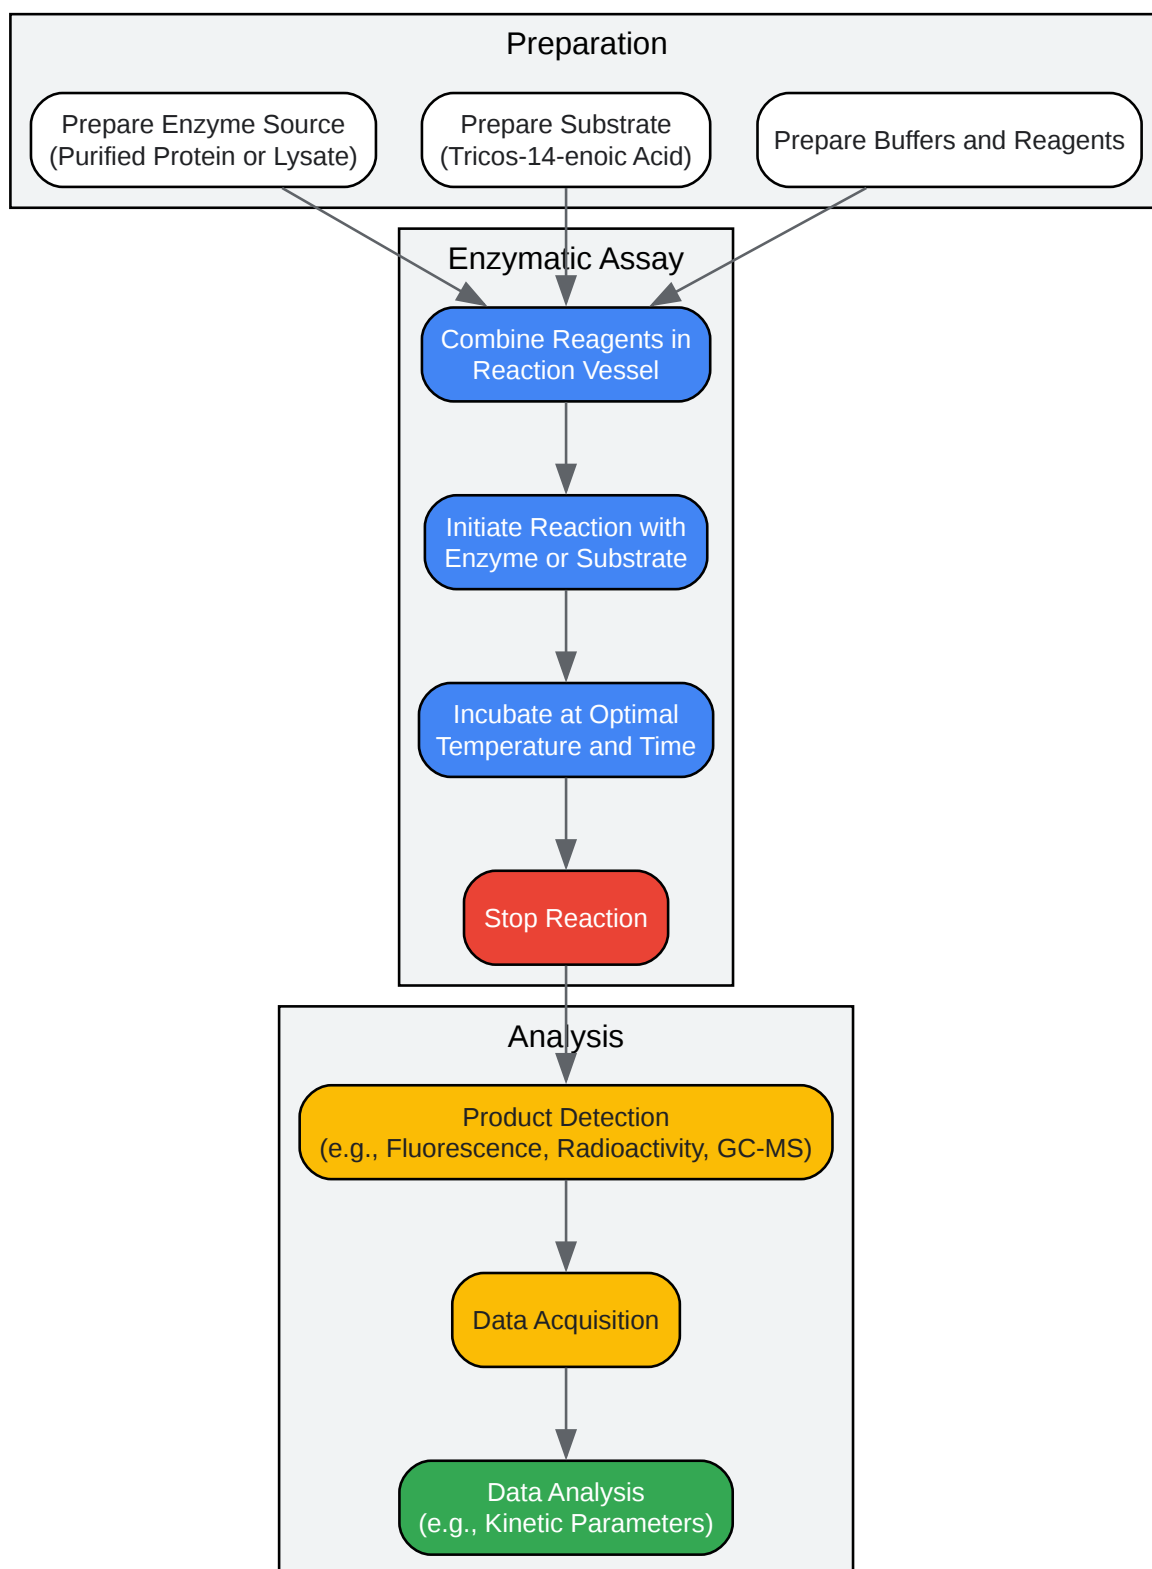 Preparation
Prepare Enzyme Source
(Purified Protein or Lysate)
Prepare Substrate
(Tricos-14-enoic Acid)
Prepare Buffers and Reagents
Enzymatic Assay
Combine Reagents in
Reaction Vessel
Initiate Reaction with
Enzyme or Substrate
Incubate at Optimal
Temperature and Time
Stop Reaction
Analysis
Product Detection
(e.g., Fluorescence, Radioactivity, GC-MS)
Data Acquisition
Data Analysis
(e.g., Kinetic Parameters)